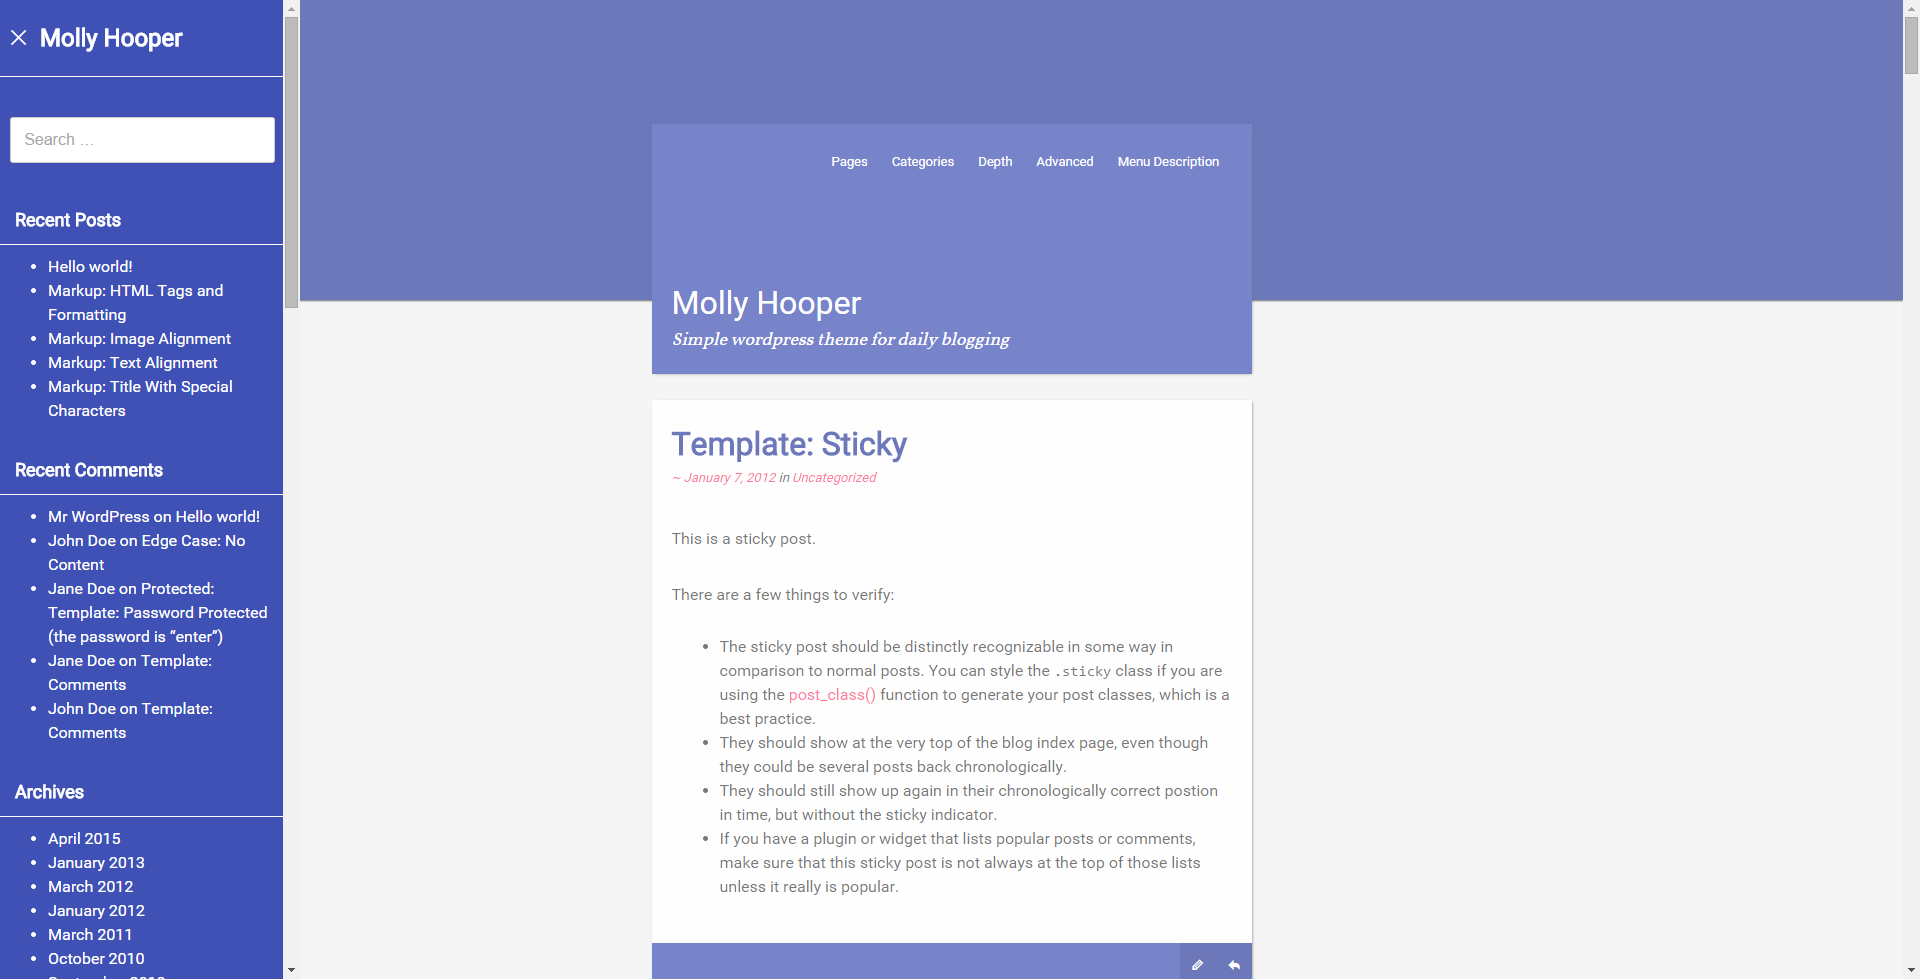 Molly Hooper
Search ...
Recent Posts
Hello world!
Markup: HTML Tags and
Formatting
Markup: Image Alignment
Markup: Text Alignment
Markup: Title With Special
Characters
Recent Comments
Mr WordPress on Hello world!
John Doe on Edge Case: No
Content
Jane Doe on Protected:
Template: Password Protected
(the password is “enter”)
Jane Doe on Template:
Comments
John Doe on Template:
Comments
Archives
April 2015
January 2013
March 2012
January 2012
March 2011
October 2010
Pages Categories Depth Advanced Menu Description
Molly Hooper
Simple wordpress theme for daily blogging
Template: Sticky
~ January 7, 2012 in Uncategorized
This is a sticky post.
There are a few things to verify:
The sticky post should be distinctly recognizable in some way in
comparison to normal posts. You can style the .sticky class if you are
using the post_class() function to generate your post classes, which is a
best practice.
They should show at the very top of the blog index page, even though
they could be several posts back chronologically.
They should still show up again in their chronologically correct postion
in time, but without the sticky indicator.
If you have a plugin or widget that lists popular posts or comments,
make sure that this sticky post is not always at the top of those lists
unless it really is popular.